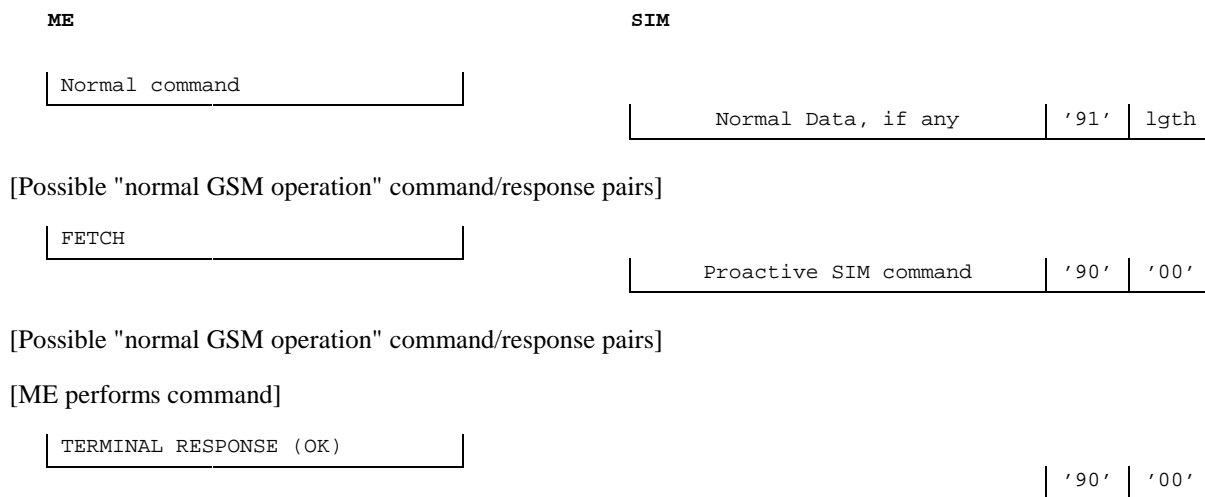 ME SIM
Normal command
Normal Data, if any ’91’ lgth
[Possible "normal GSM operation" command/response pairs]
FETCH
Proactive SIM command ’90’ ’00’
[Possible "normal GSM operation" command/response pairs]
[ME performs command]
TERMINAL RESPONSE (OK)
’90’ ’00’